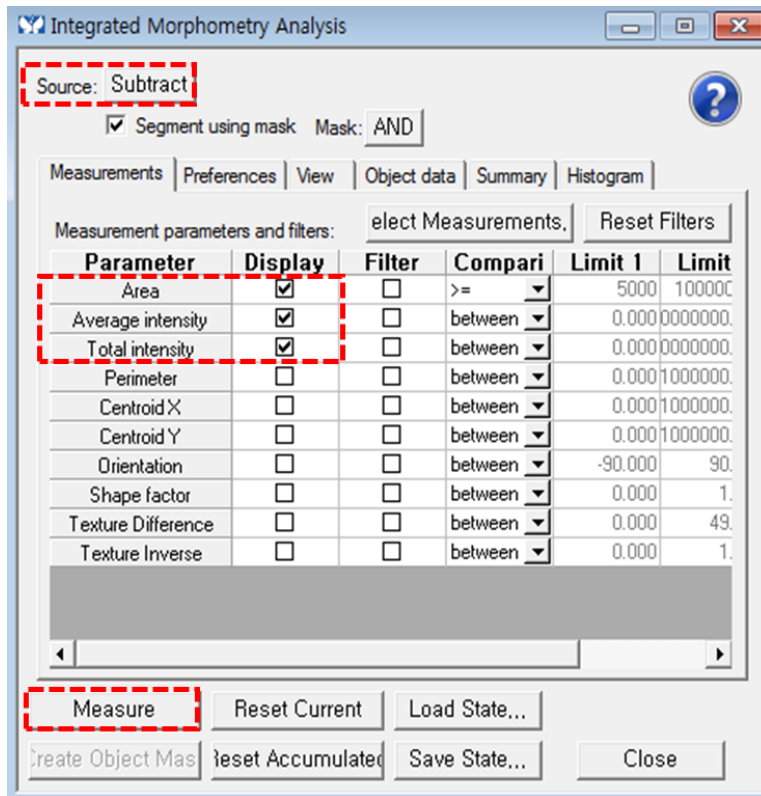 Integrated Morphometry Analysis
Source: Subtract
Segment using mask Mask: AND
Measurements Preferences View Object data Summary Histogram
Measurement parameters and filters: elect Measurements. Reset Filters
Parameter Display Filter Compari Limit 1 Limit
Area >= 5000 100000
Average intensity between 0.000 0000000.
Total intensity between 0.000 0000000.
Perimeter between 0.000 1000000.
Centroid X between 0.000 1000000.
Centroid Y between 0.000 1000000.
Orientation between -90.000 90.
Shape factor between 0.000 1.
Texture Difference between 0.000 49.
Texture Inverse between 0.000 1.
Measure Reset Current Load State...
Create Object Mas Reset Accumulated Save State... Close